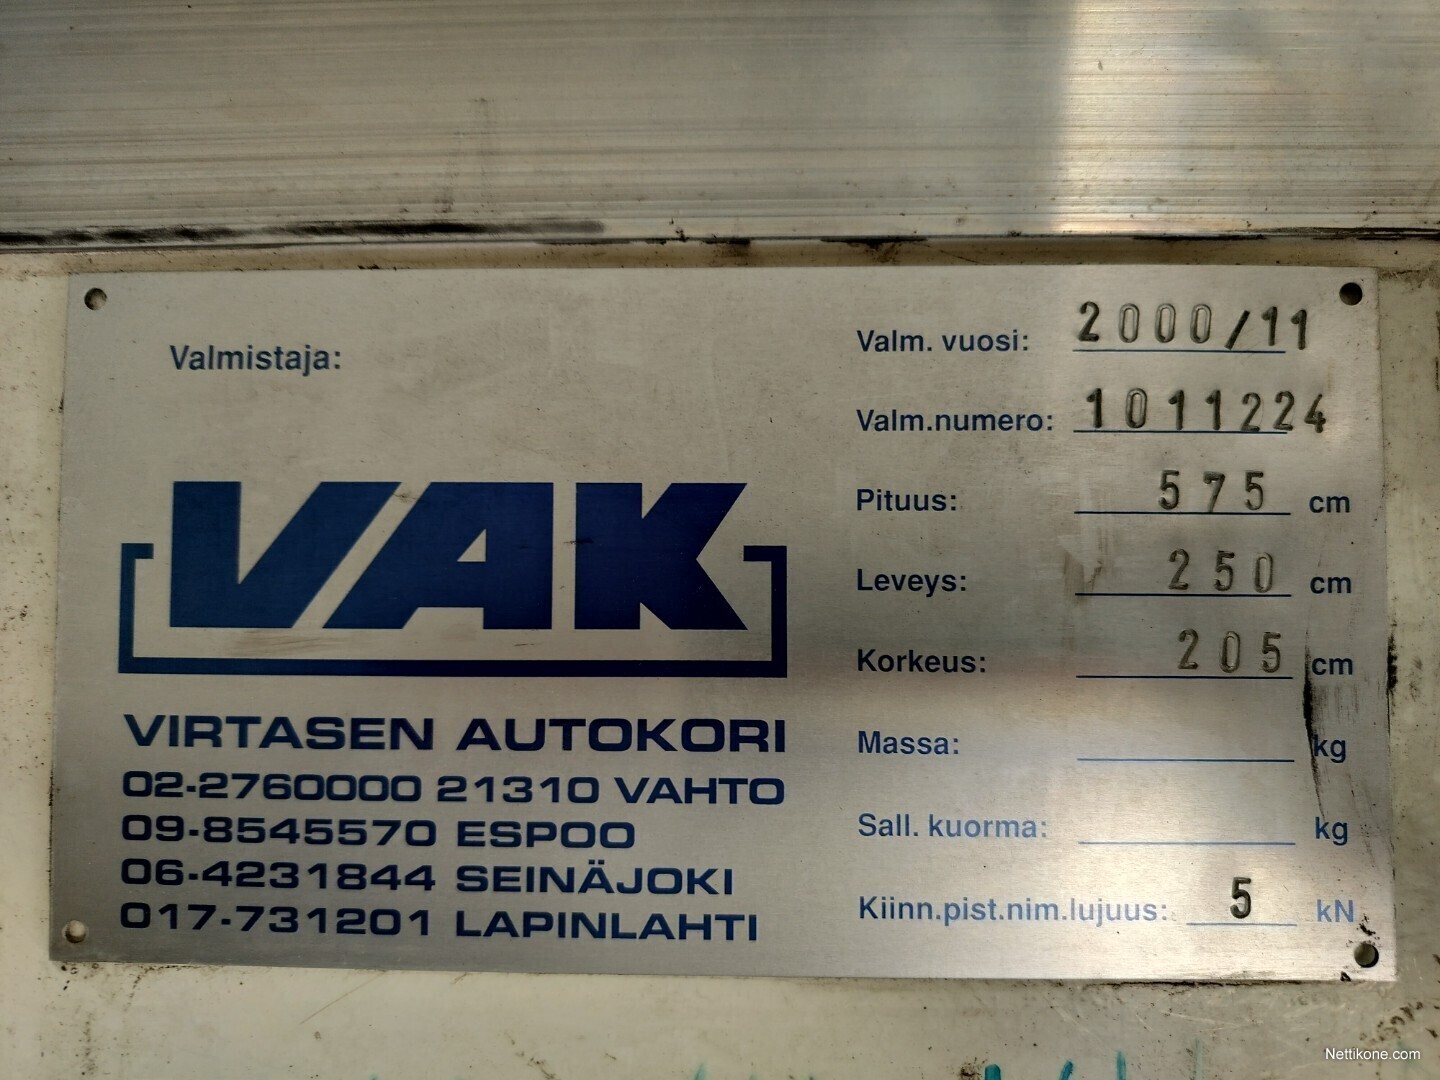 Valmistaja:
VAK
VIRTASEN AUTOKORI
02-2760000 21310 VAHTO
09-8545570 ESPOO
06-4231844 SEINÄJOKI
017-731201 LAPINLAHTI
Valm. vuosi: 2000/11
Valm.numero: 1011224
Pituus: 575 cm
Leveys: 250 cm
Korkeus: 205 cm
Massa: kg
Sall. kuorma: kg
Kiinn.pist.nim.lujuus: 5 kN
Nettikone.com